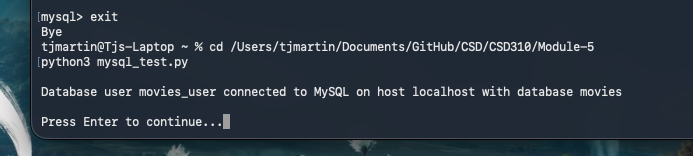 [mysql> exit
Bye
tjmartin@Tjs-Laptop ~ % cd /Users/tjmartin/Documents/GitHub/CSD/CSD310/Module-5
[python3 mysql_test.py
Database user movies_user connected to MySQL on host localhost with database movies
Press Enter to continue...